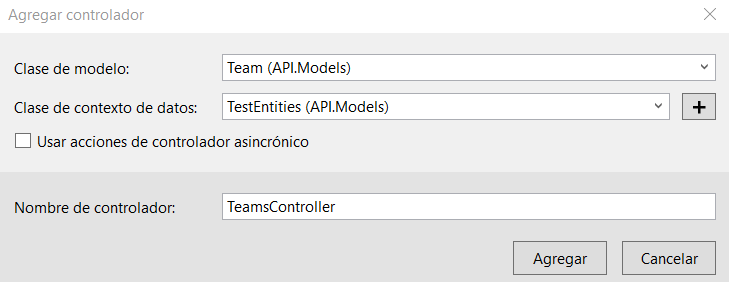 Agregar controlador
Clase de modelo: Team (API.Models)
Clase de contexto de datos: TestEntities (API.Models)
Usar acciones de controlador asincrónico
Nombre de controlador: TeamsController
Agregar Cancelar